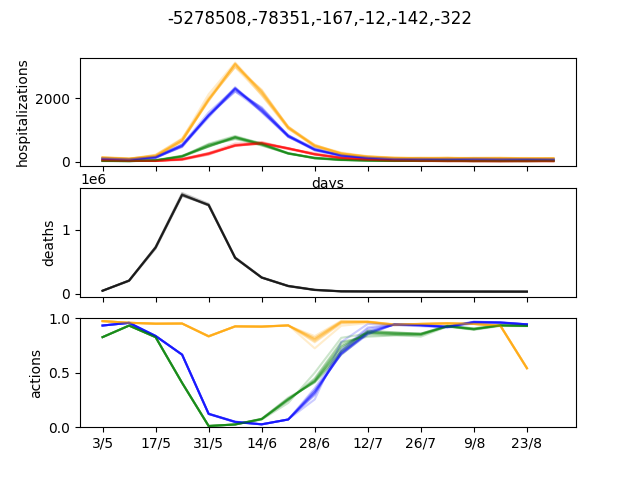 -5278508,-78351,-167,-12,-142,-322
hospitalizations
2000
0
days
1e6
deaths
1
0
actions
1.0
0.5
0.0
3/5 17/5 31/5 14/6 28/6 12/7 26/7 9/8 23/8